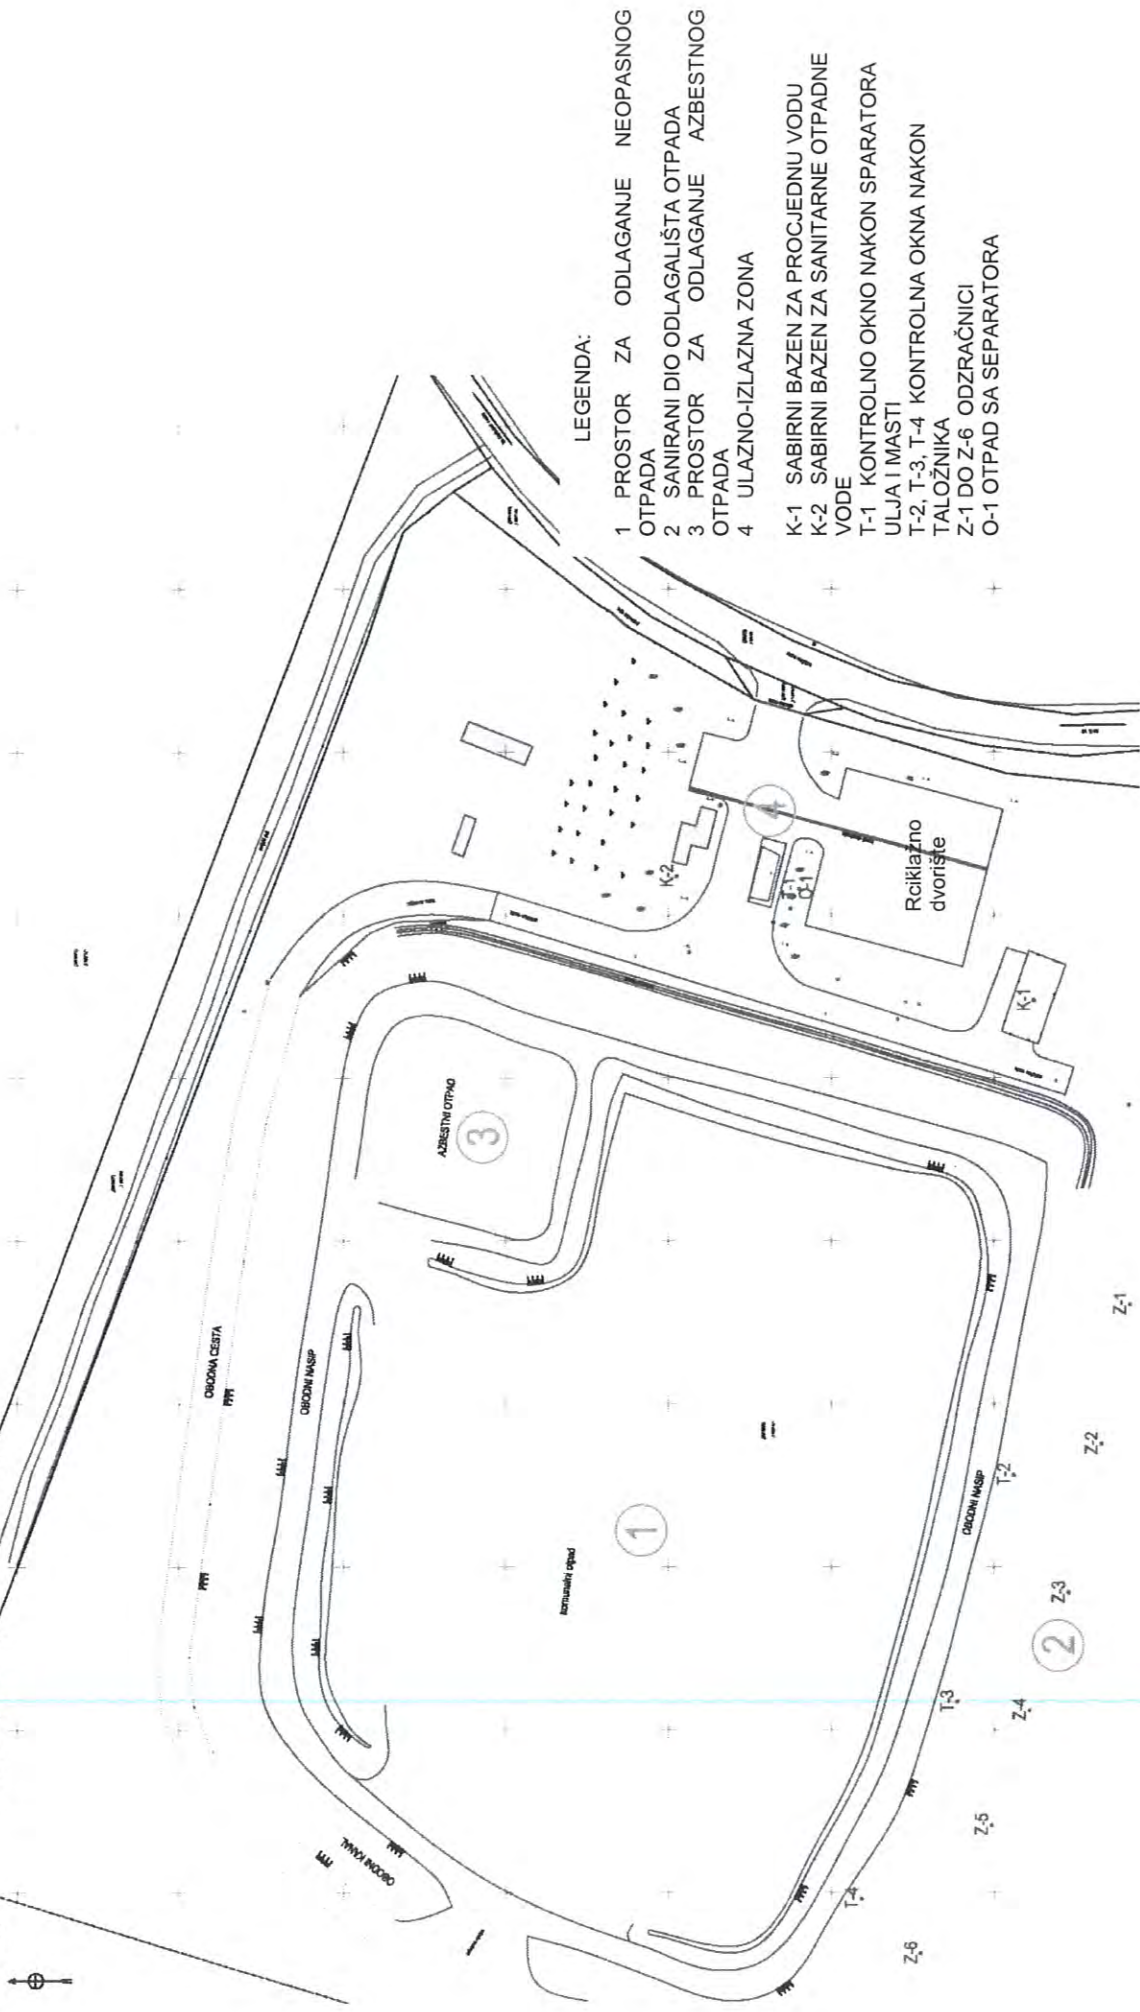 LEGENDA:
1 PROSTOR ZA ODLAGANJE NEOPASNOG
OTPADA
2 SANIRANI DIO ODLAGALIŠTA OTPADA
3 PROSTOR ZA ODLAGANJE AZBESTNOG
OTPADA
4 ULAZNO-IZLAZNA ZONA
K-1 SABIRNI BAZEN ZA PROCJEDNU VODU
K-2 SABIRNI BAZEN ZA SANITARNE OTPADNE
VODE
T-1 KONTROLNO OKNO NAKON SPARATORA
ULJA I MASTI
T-2, T-3, T-4 KONTROLNA OKNA NAKON
TALOŽNIKA
Z-1 DO Z-6 ODZRAČNICI
O-1 OTPAD SA SEPARATORA
OBODNA CESTA
OBODNI NASIP
OBODNI KANAL
AZBESTNI OTPAD
3
komunalni otpad
1
K-2
4
O-1
Rciklažno
dvorište
K-1
OBODNI NASIP
T-2
T-3
T-4
2
Z-1
Z-2
Z-3
Z-4
Z-5
Z-6